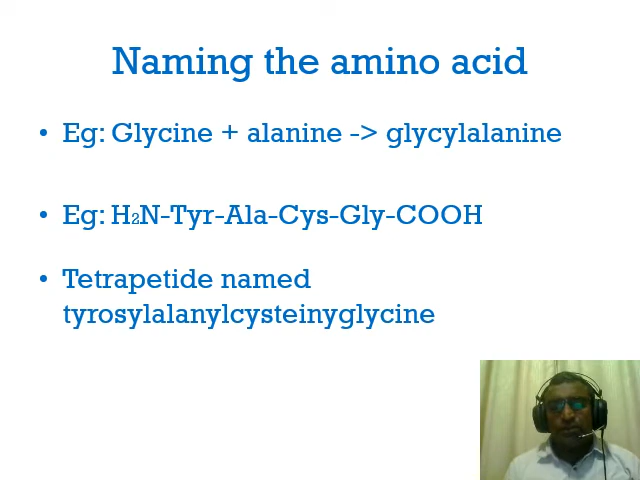 Naming the amino acid
• Eg: Glycine + alanine -> glycylalanine
• Eg: H₂N-Tyr-Ala-Cys-Gly-COOH
• Tetrapetide named
tyrosylalanylcysteinyglycine